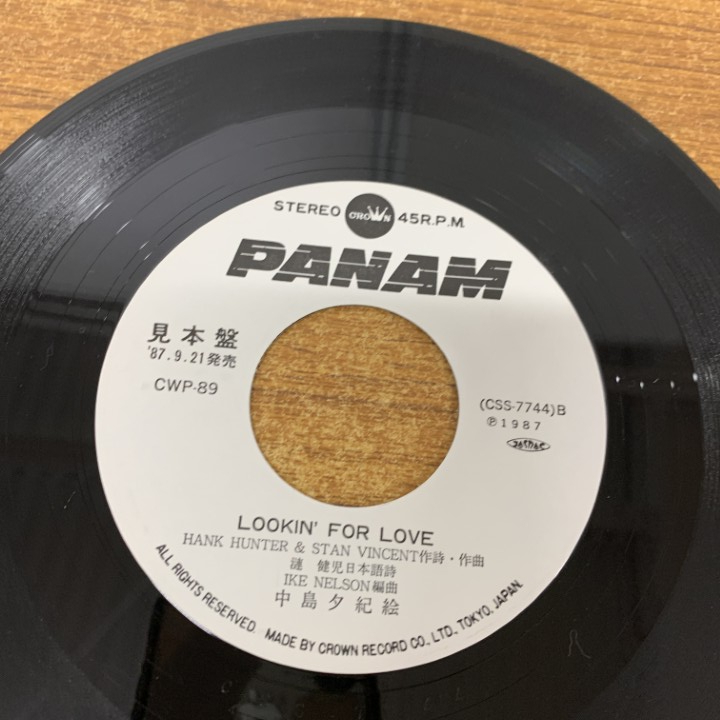 STEREO CROWN 45R.P.M.
PANAM
見本盤
'87.9.21発売
CWP-89
(CSS-7744)B
Ⓟ1987
LOOKIN' FOR LOVE
HANK HUNTER & STAN VINCENT作詩・作曲
漣 健児日本語詩
IKE NELSON編曲
中島夕紀絵
ALL RIGHTS RESERVED. MADE BY CROWN RECORD CO., LTD., TOKYO, JAPAN.